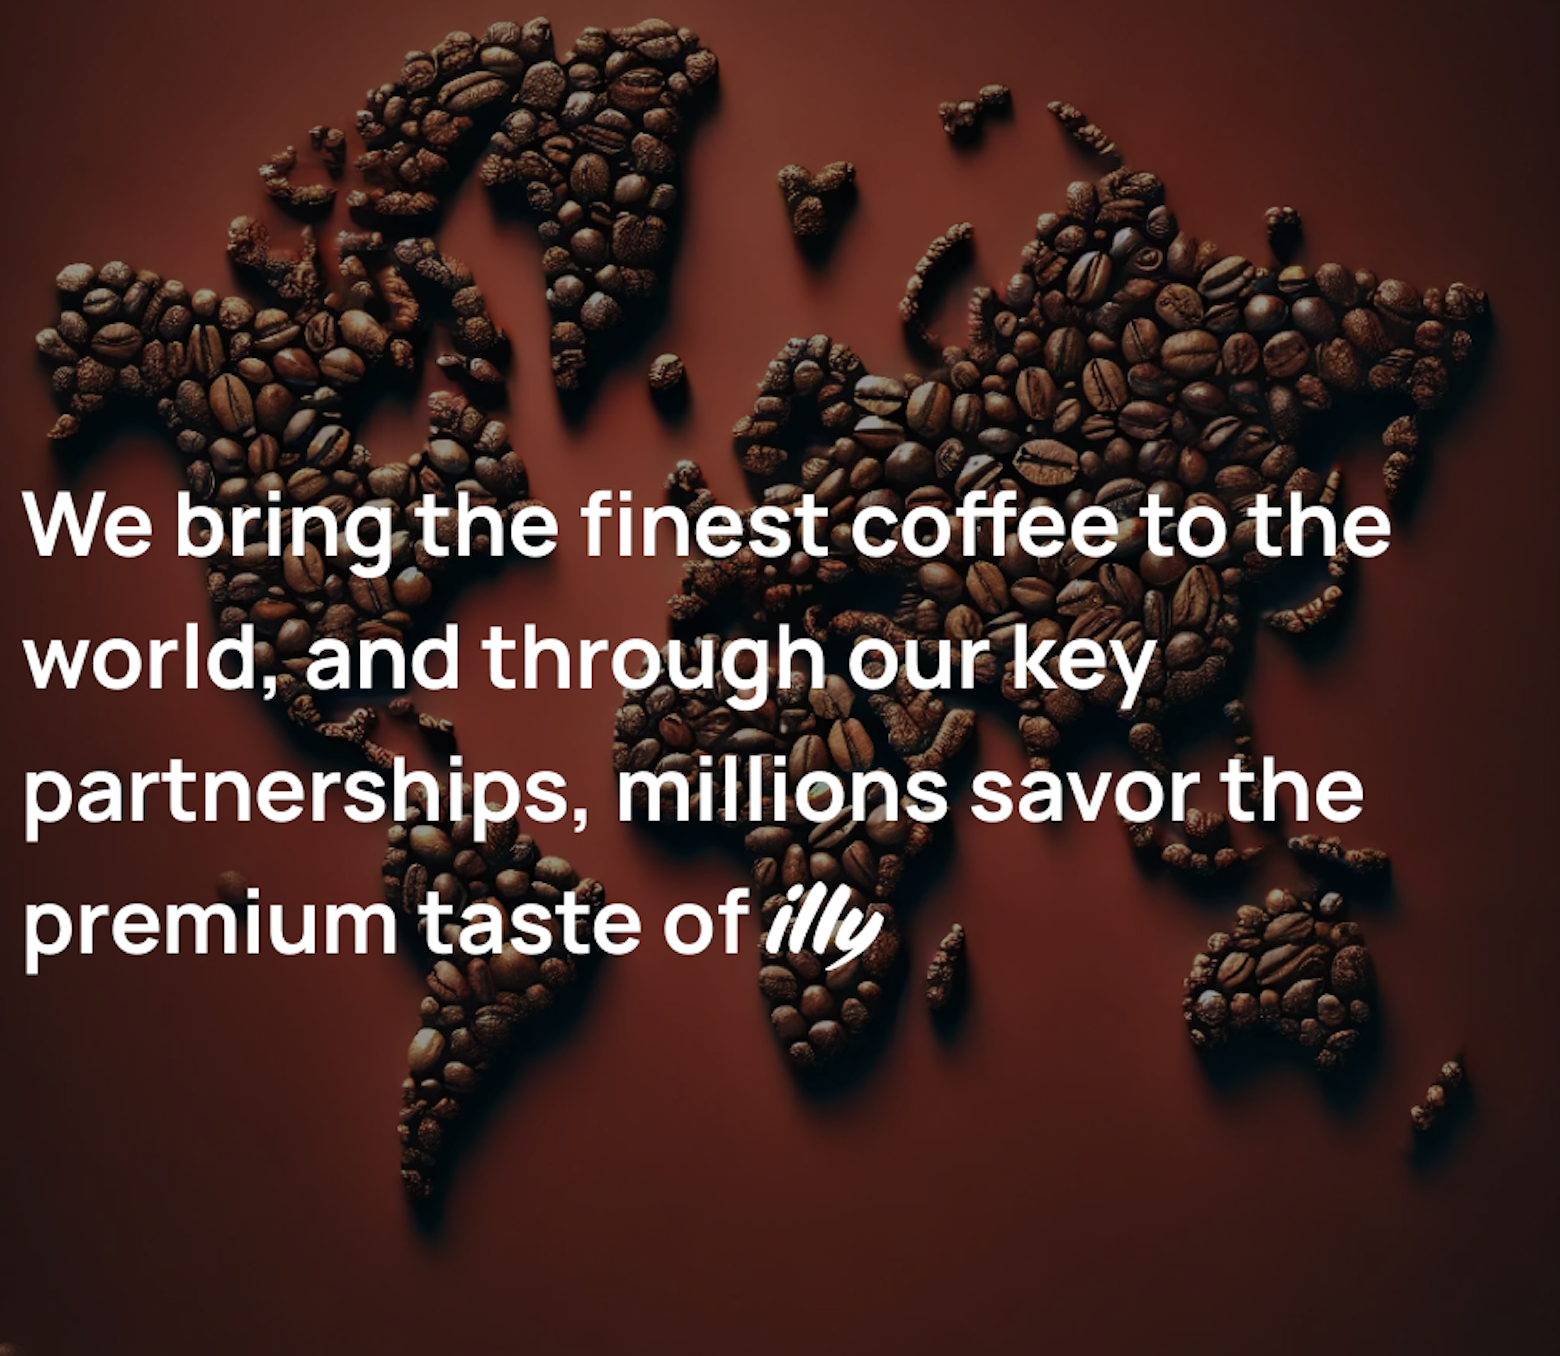 We bring the finest coffee to the
world, and through our key
partnerships, millions savor the
premium taste of illy